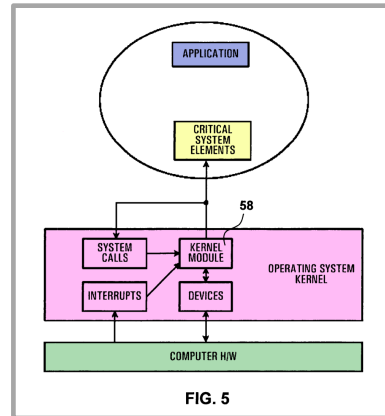 APPLICATION
CRITICAL
SYSTEM
ELEMENTS
58
SYSTEM
CALLS
KERNEL
MODULE
OPERATING SYSTEM
KERNEL
INTERRUPTS
DEVICES
COMPUTER H/W
FIG. 5